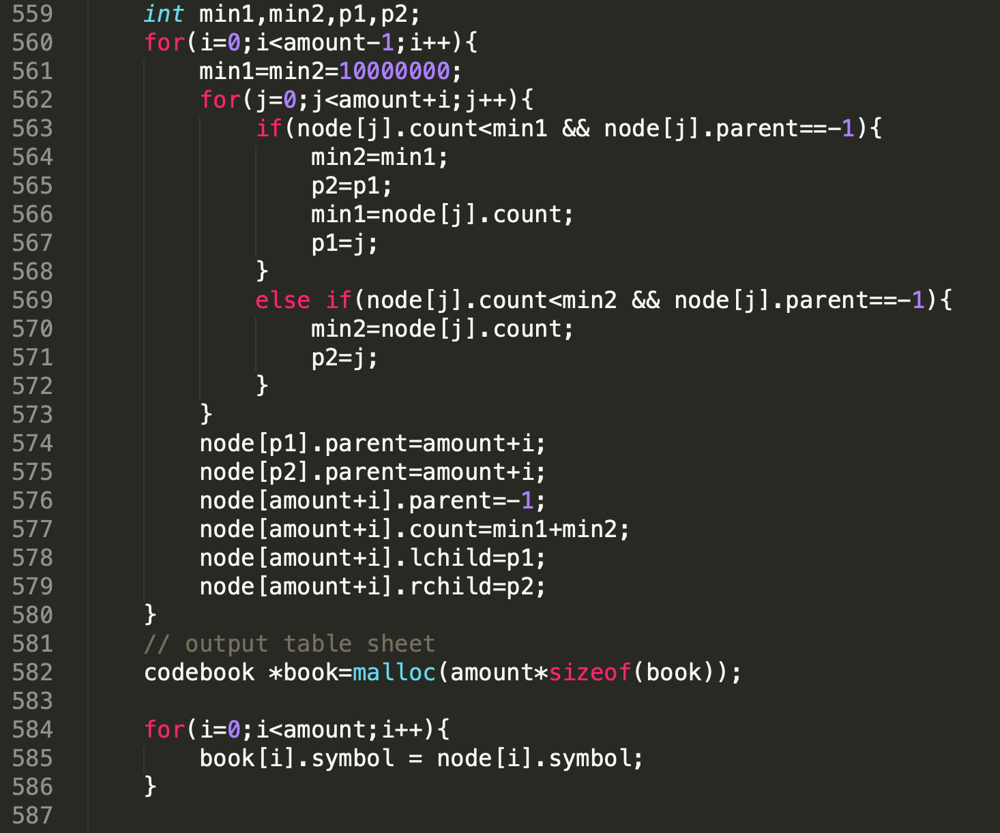 559 int min1,min2,p1,p2;
560 for(i=0;i<amount-1;i++){
561 min1=min2=10000000;
562 for(j=0;j<amount+i;j++){
563 if(node[j].count<min1 && node[j].parent==-1){
564 min2=min1;
565 p2=p1;
566 min1=node[j].count;
567 p1=j;
568 }
569 else if(node[j].count<min2 && node[j].parent==-1){
570 min2=node[j].count;
571 p2=j;
572 }
573 }
574 node[p1].parent=amount+i;
575 node[p2].parent=amount+i;
576 node[amount+i].parent=-1;
577 node[amount+i].count=min1+min2;
578 node[amount+i].lchild=p1;
579 node[amount+i].rchild=p2;
580 }
581 // output table sheet
582 codebook *book=malloc(amount*sizeof(book));
583
584 for(i=0;i<amount;i++){
585 book[i].symbol = node[i].symbol;
586 }
587